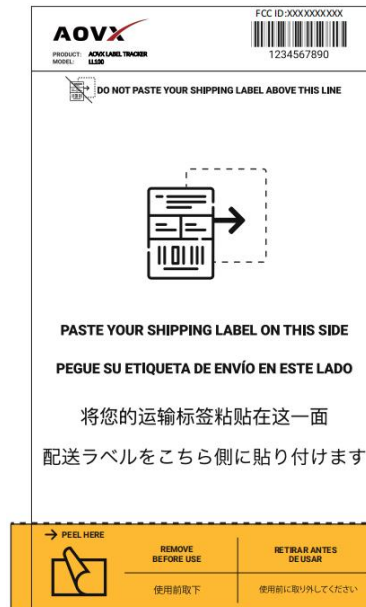 AOVX
FCC ID:XXXXXXXXXX
PRODUCT: AOVX LABEL TRACKER
MODEL: LL100
1234567890
DO NOT PASTE YOUR SHIPPING LABEL ABOVE THIS LINE
PASTE YOUR SHIPPING LABEL ON THIS SIDE
PEGUE SU ETIQUETA DE ENVÍO EN ESTE LADO
将您的运输标签粘贴在这一面
配送ラベルをこちら側に貼り付けます
→ PEEL HERE
REMOVE
BEFORE USE
RETIRAR ANTES
DE USAR
使用前取下
使用前に取り外してください